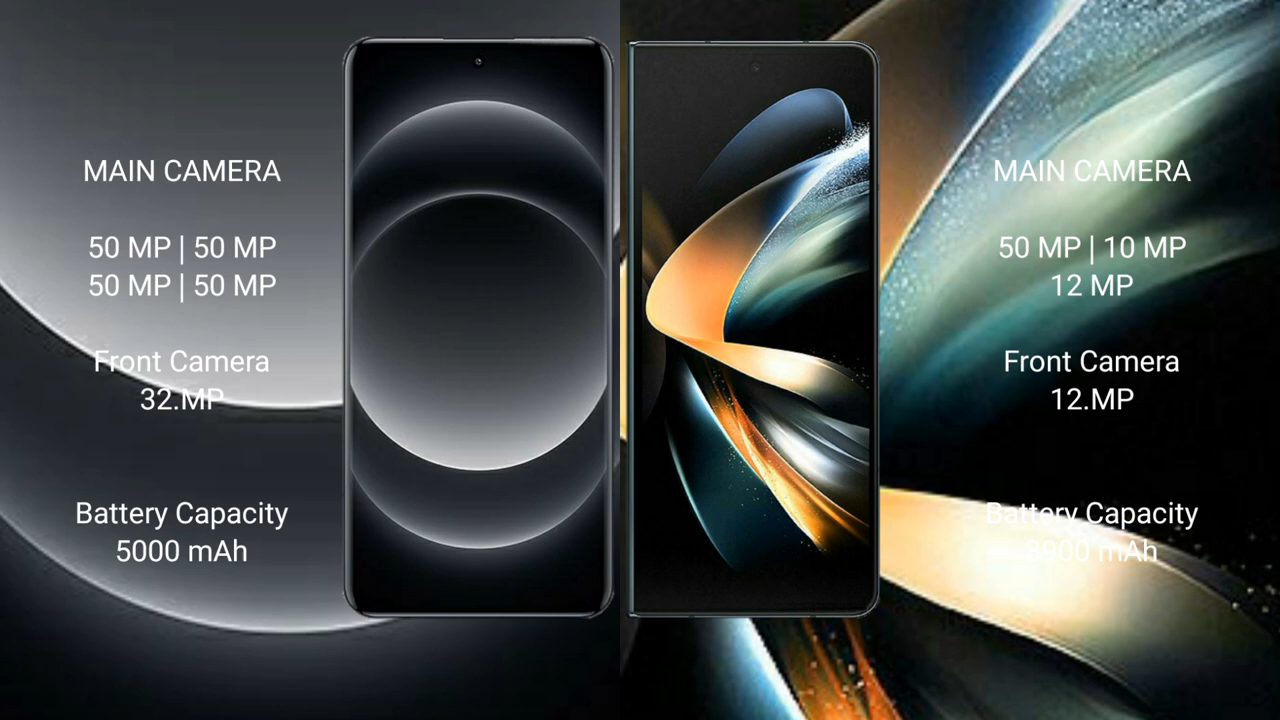 MAIN CAMERA
50 MP | 50 MP
50 MP | 50 MP
Front Camera
32.MP
Battery Capacity
5000 mAh
MAIN CAMERA
50 MP | 10 MP
12 MP
Front Camera
12.MP
Battery Capacity
3900 mAh